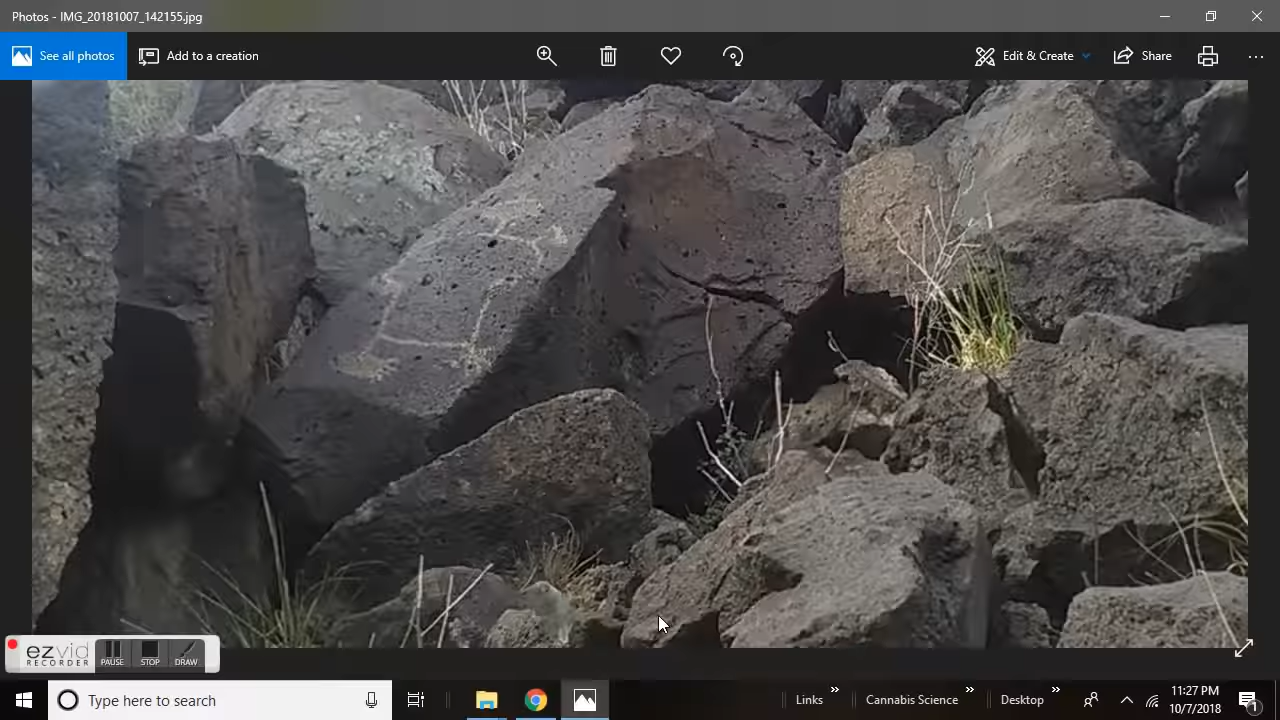 Photos - IMG_20181007_142155.jpg
See all photos
Add to a creation
Edit & Create
Share
ezvid
RECORDER
PAUSE
STOP
DRAW
Type here to search
Links
Cannabis Science
Desktop
11:27 PM
10/7/2018
1